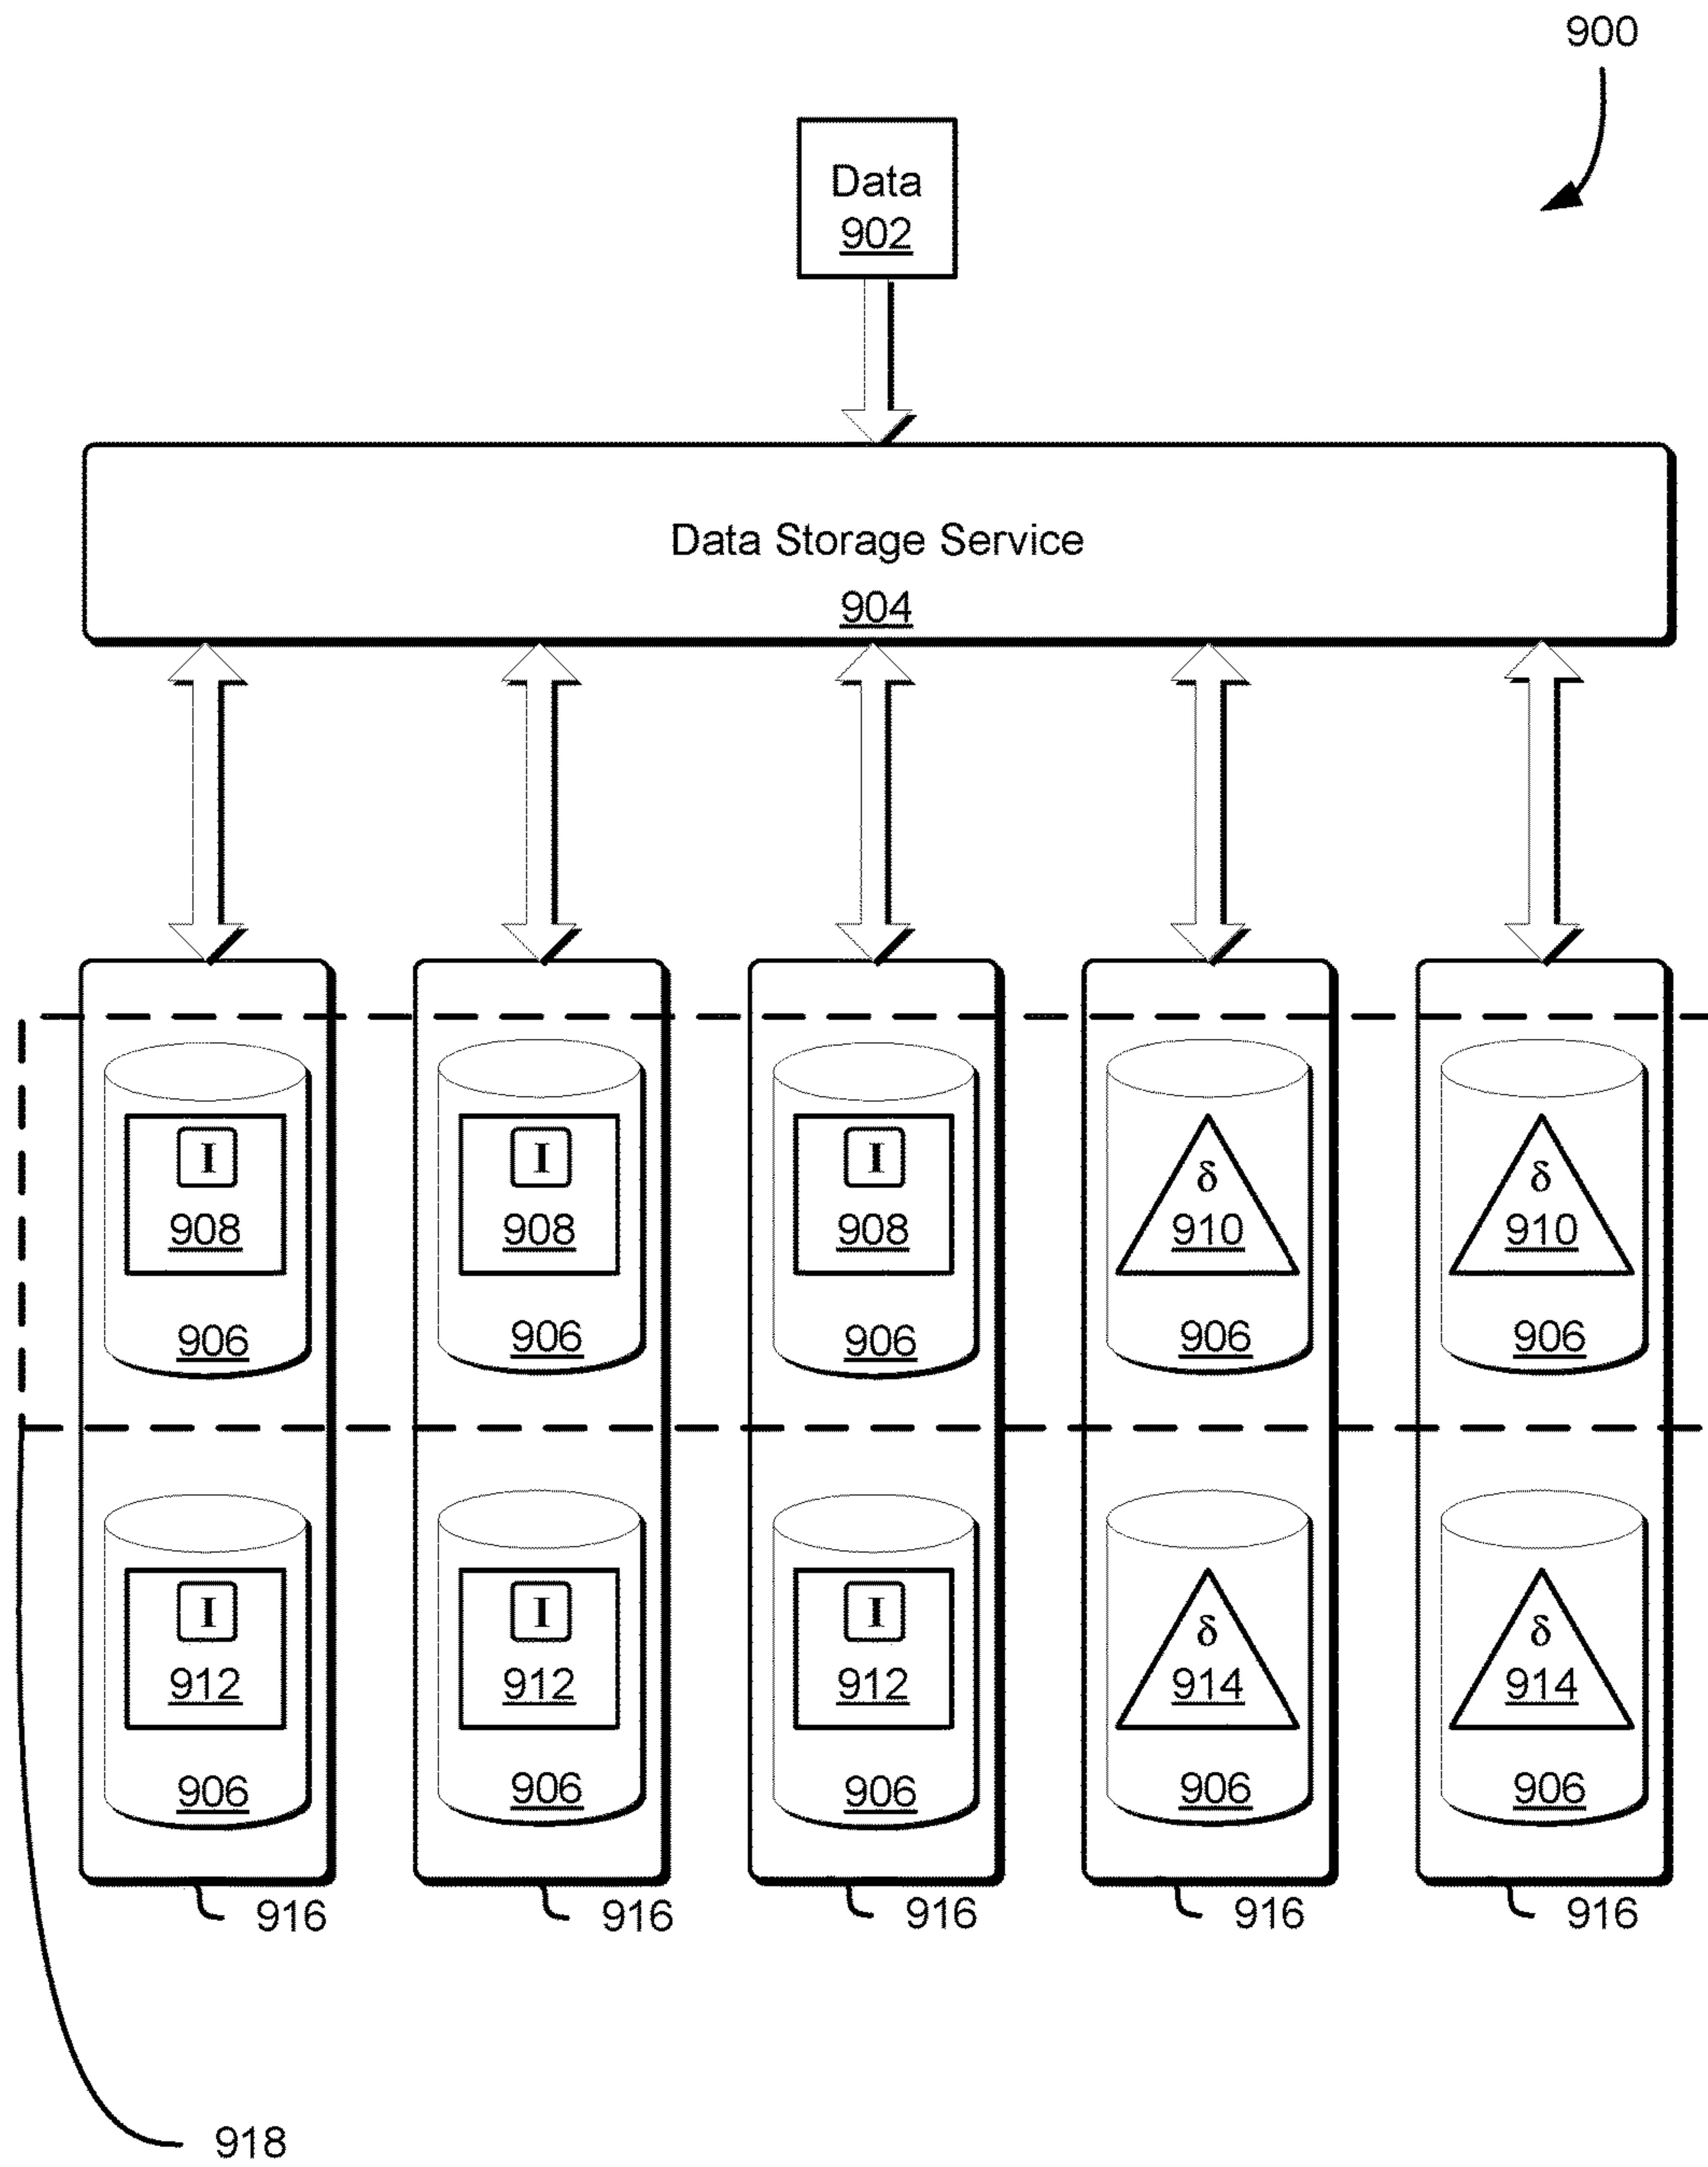 900
Data
902
Data Storage Service
904
I I I δ δ
908 908 908 910 910
906 906 906 906 906
I I I δ δ
912 912 912 914 914
906 906 906 906 906
916 916 916 916 916
918